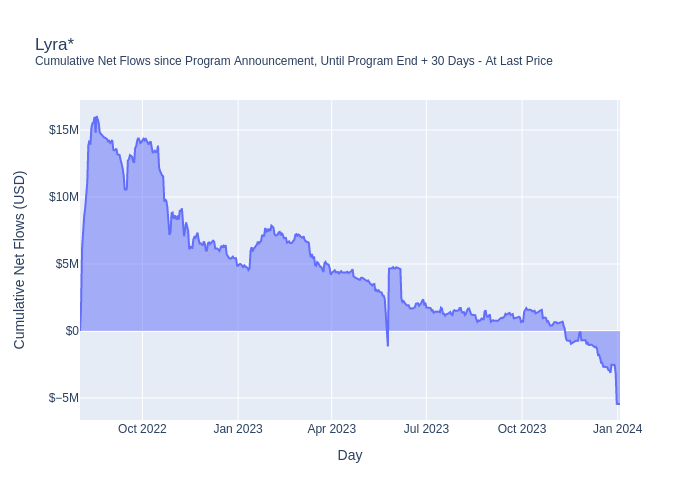 Lyra*
Cumulative Net Flows since Program Announcement, Until Program End + 30 Days - At Last Price
Cumulative Net Flows (USD)
$15M
$10M
$5M
$0
$−5M
Oct 2022 Jan 2023 Apr 2023 Jul 2023 Oct 2023 Jan 2024
Day